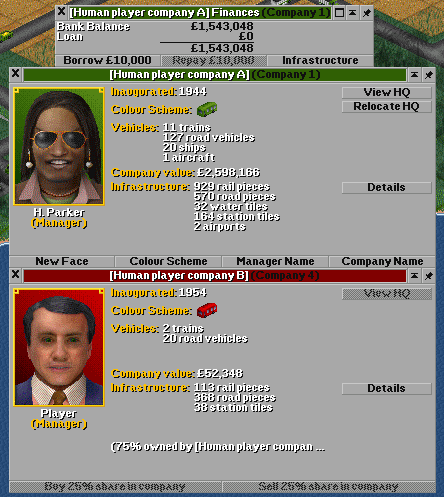 [Human player company A] Finances (Company 1)
Bank Balance £1,543,048
Loan £0
£1,543,048
Borrow £10,000 Repay £10,000 Infrastructure
[Human player company A] (Company 1)
Inaugurated: 1944
View HQ
Colour Scheme:
Relocate HQ
Vehicles: 11 trains
127 road vehicles
20 ships
1 aircraft
Company value: £2,598,166
Infrastructure: 929 rail pieces
Details
570 road pieces
32 water tiles
164 station tiles
2 airports
H. Parker
(Manager)
New Face Colour Scheme Manager Name Company Name
[Human player company B] (Company 4)
Inaugurated: 1954
View HQ
Colour Scheme:
Vehicles: 2 trains
20 road vehicles
Company value: £52,348
Infrastructure: 113 rail pieces
Details
368 road pieces
38 station tiles
Player
(Manager)
(75% owned by [Human player compan ...
Buy 25% share in company Sell 25% share in company